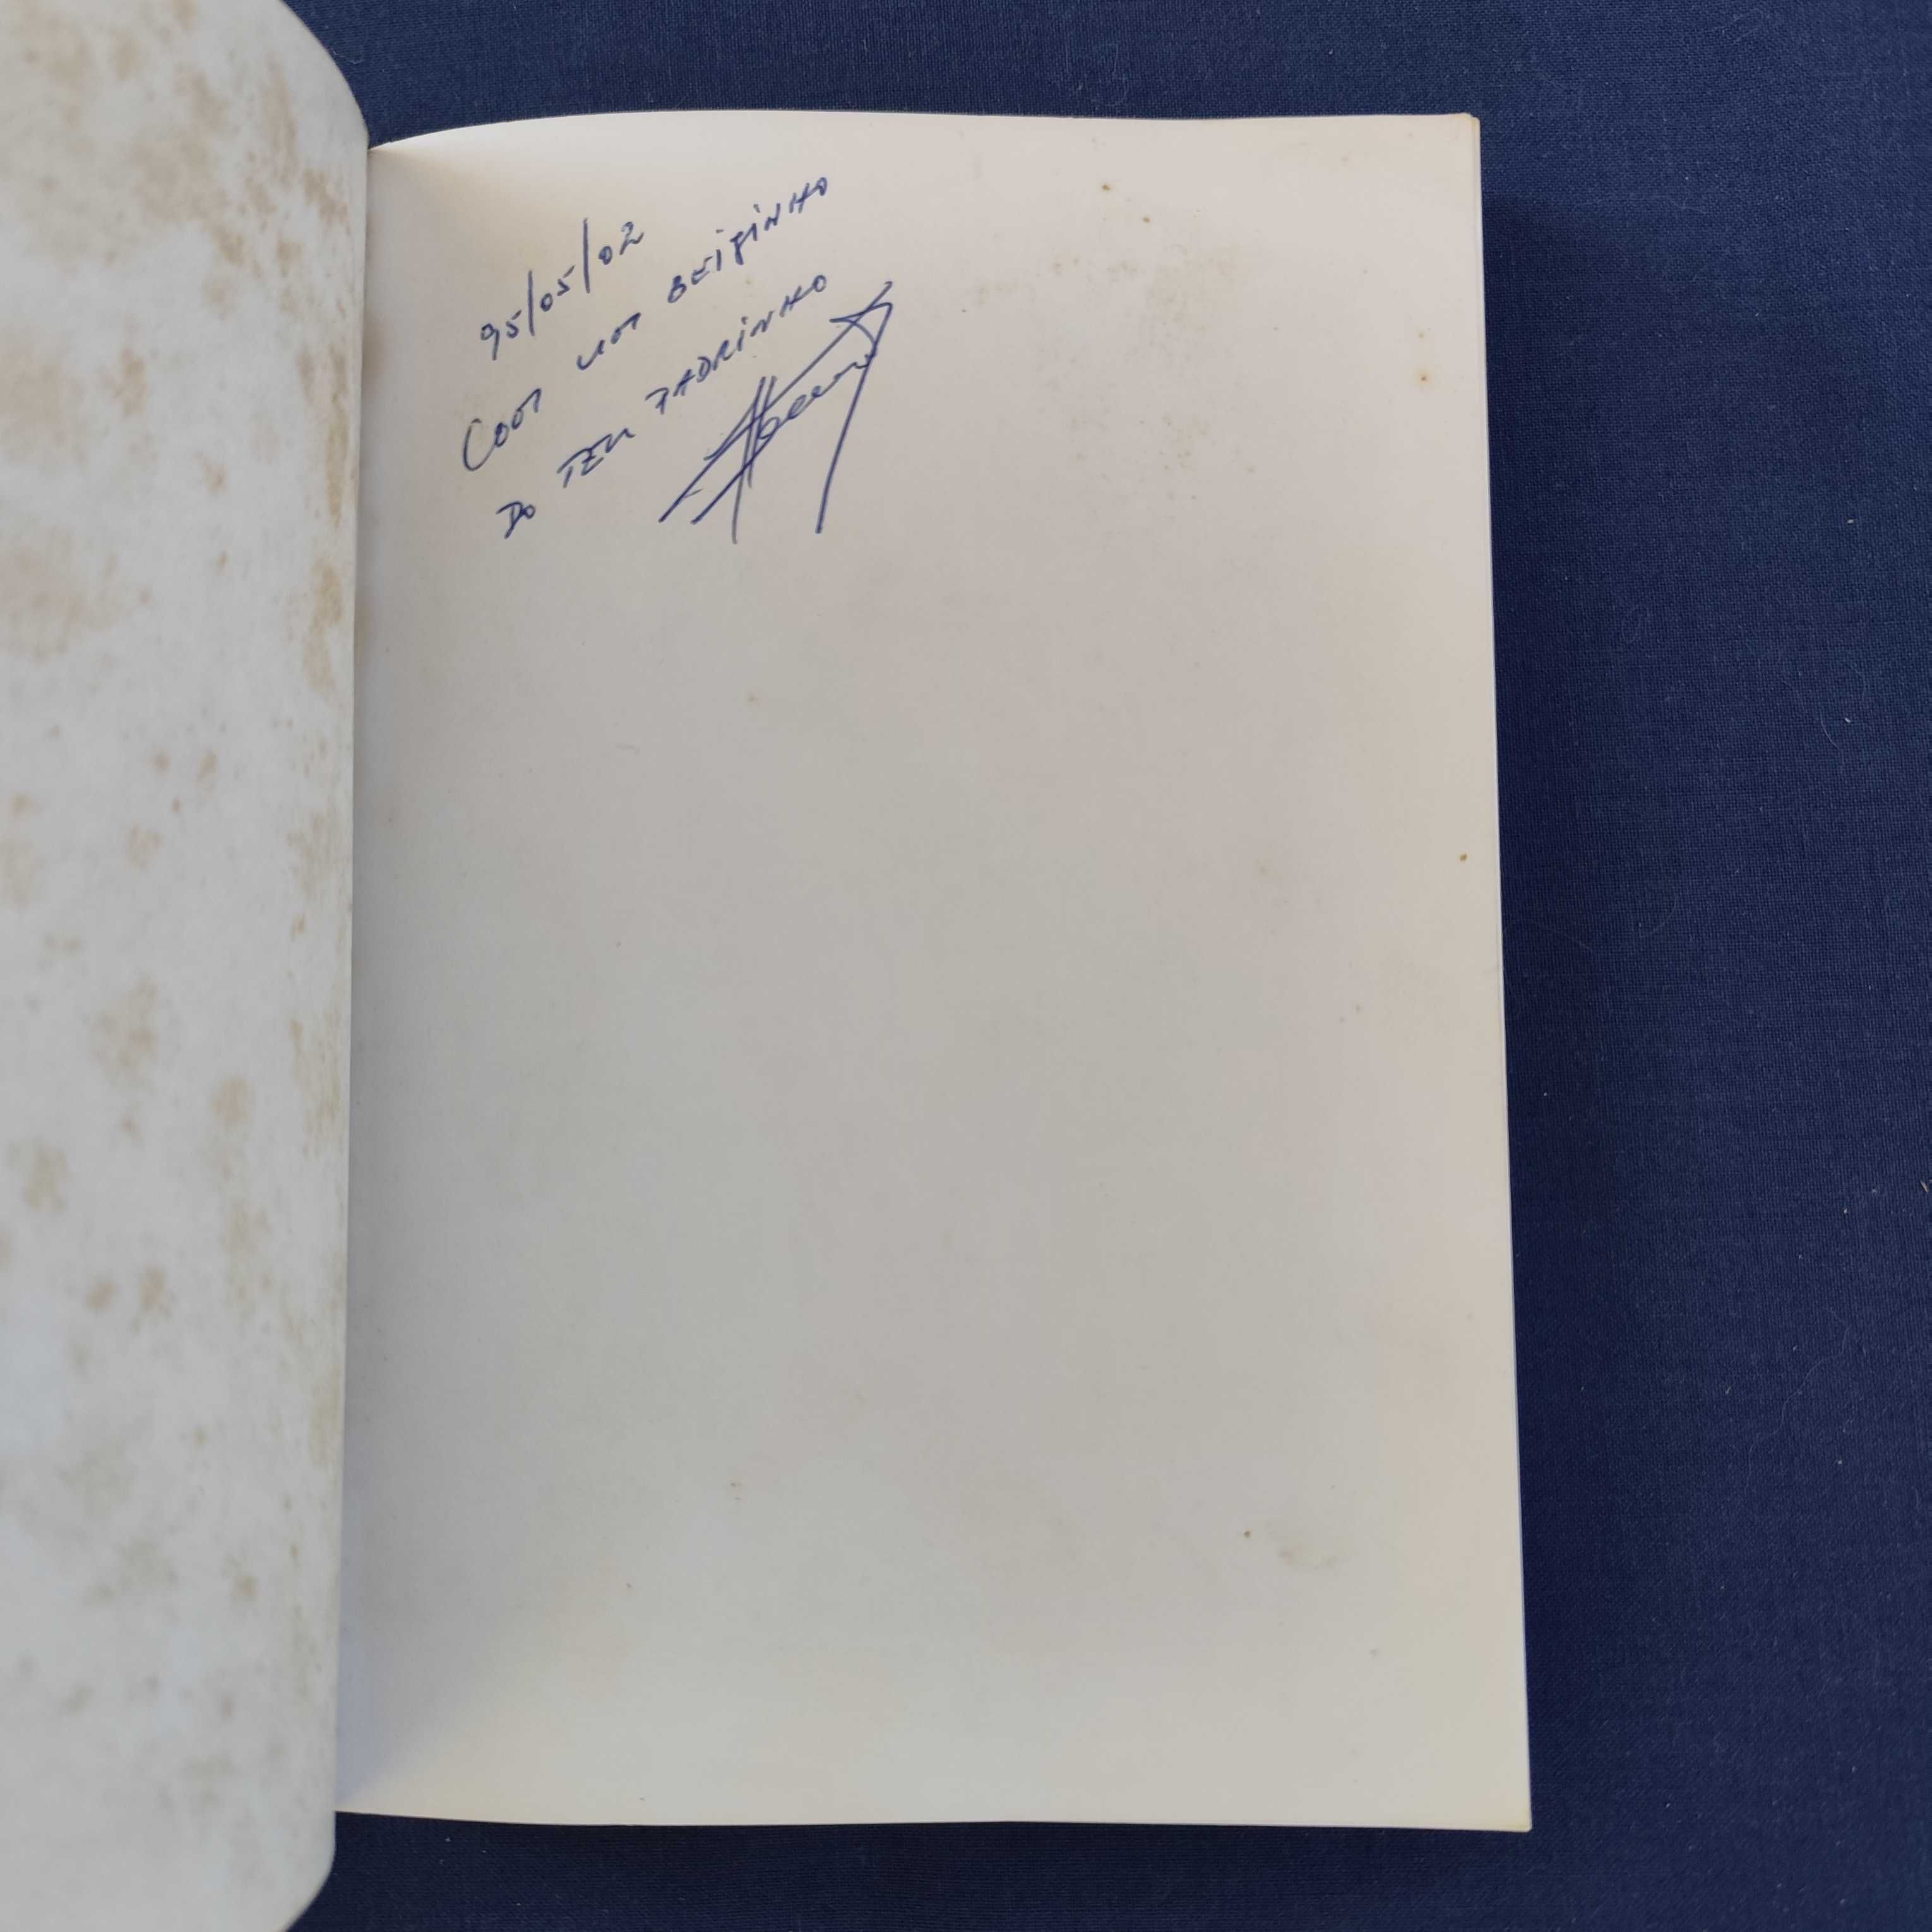 95/05/02
COM UM BEIJINHO
DO TEU PADRINHO